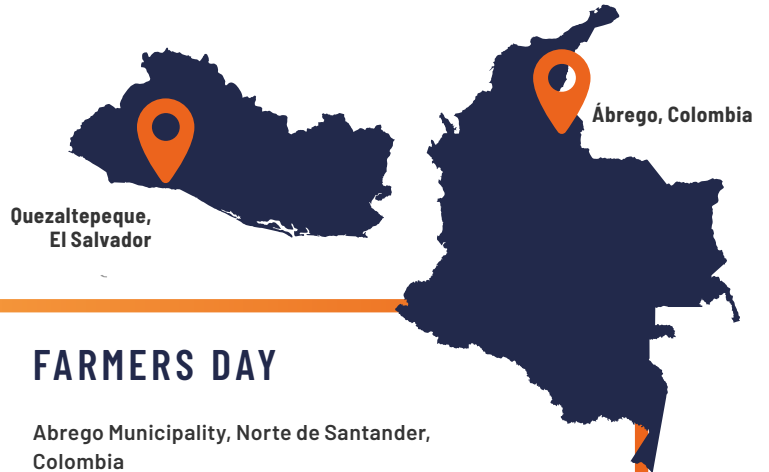 Ábrego, Colombia
Quezaltepeque,
El Salvador
FARMERS DAY
Abrego Municipality, Norte de Santander,
Colombia